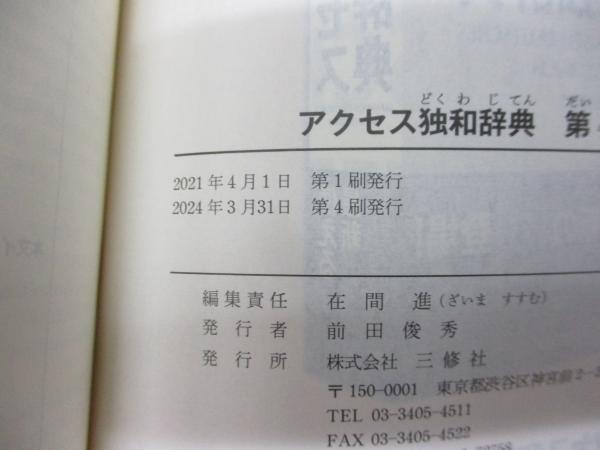 どくわじてん だい
アクセス独和辞典 第
2021年4月1日 第1刷発行
2024年3月31日 第4刷発行
編集責任 在間 進(ざいま すすむ)
発行者 前田俊秀
発行所 株式会社 三修社
〒150-0001 東京都渋谷区神宮前2-
TEL 03-3405-4511
FAX 03-3405-4522